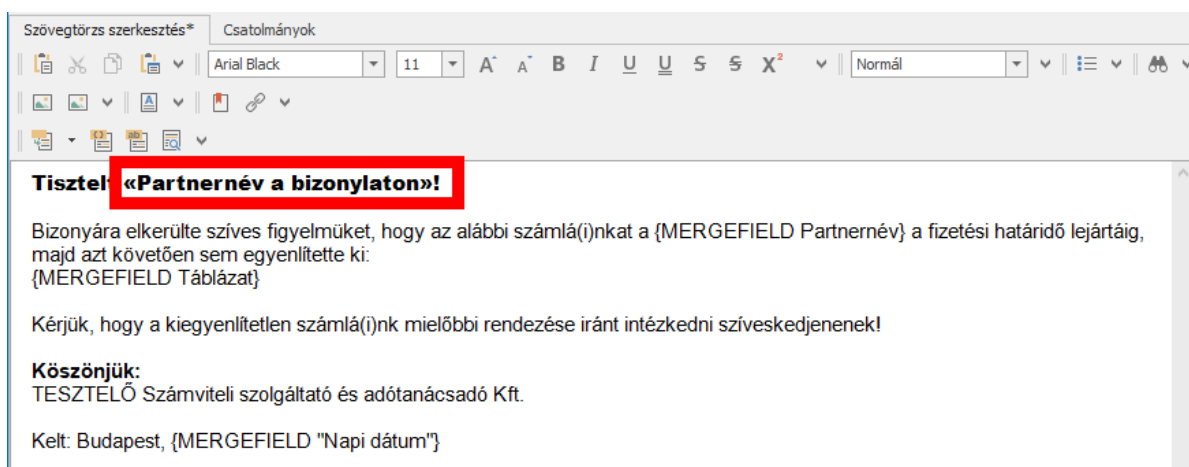 Szövegtörzs szerkesztés* Csatolmányok
Arial Black 11 A A B I U U S S X² Normál
Tisztelt «Partnernév a bizonylaton»!
Bizonyára elkerülte szíves figyelmüket, hogy az alábbi számlá(i)nkat a {MERGEFIELD Partnernév} a fizetési határidő lejártáig,
majd azt követően sem egyenlítette ki:
{MERGEFIELD Táblázat}
Kérjük, hogy a kiegyenlítetlen számlá(i)nk mielőbbi rendezése iránt intézkedni szíveskedjenenek!
Köszönjük:
TESZTELŐ Számviteli szolgáltató és adótanácsadó Kft.
Kelt: Budapest, {MERGEFIELD "Napi dátum"}